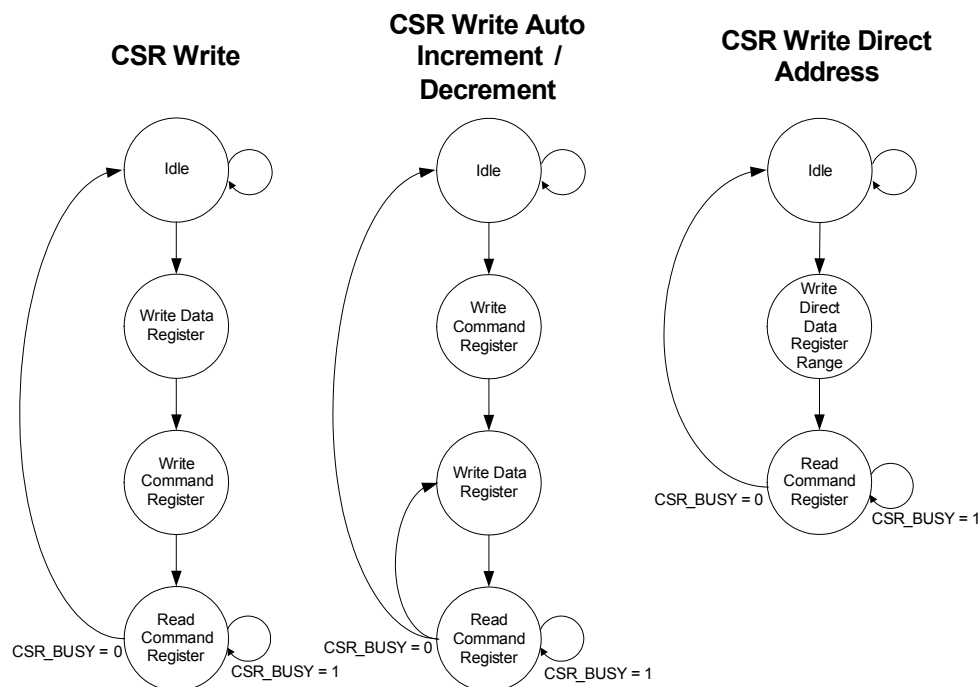 CSR Write
Idle
Write Data
Register
Write
Command
Register
Read
Command
Register
CSR_BUSY = 0
CSR_BUSY = 1
CSR Write Auto
Increment /
Decrement
Idle
Write
Command
Register
Write Data
Register
Read
Command
Register
CSR_BUSY = 0
CSR_BUSY = 1
CSR Write Direct
Address
Idle
Write
Direct
Data
Register
Range
Read
Command
Register
CSR_BUSY = 0
CSR_BUSY = 1